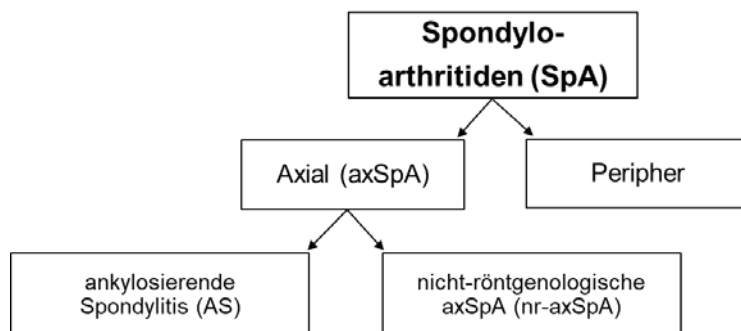 Spondylo-
arthritiden (SpA)
Axial (axSpA)
Peripher
ankylosierende
Spondylitis (AS)
nicht-röntgenologische
axSpA (nr-axSpA)